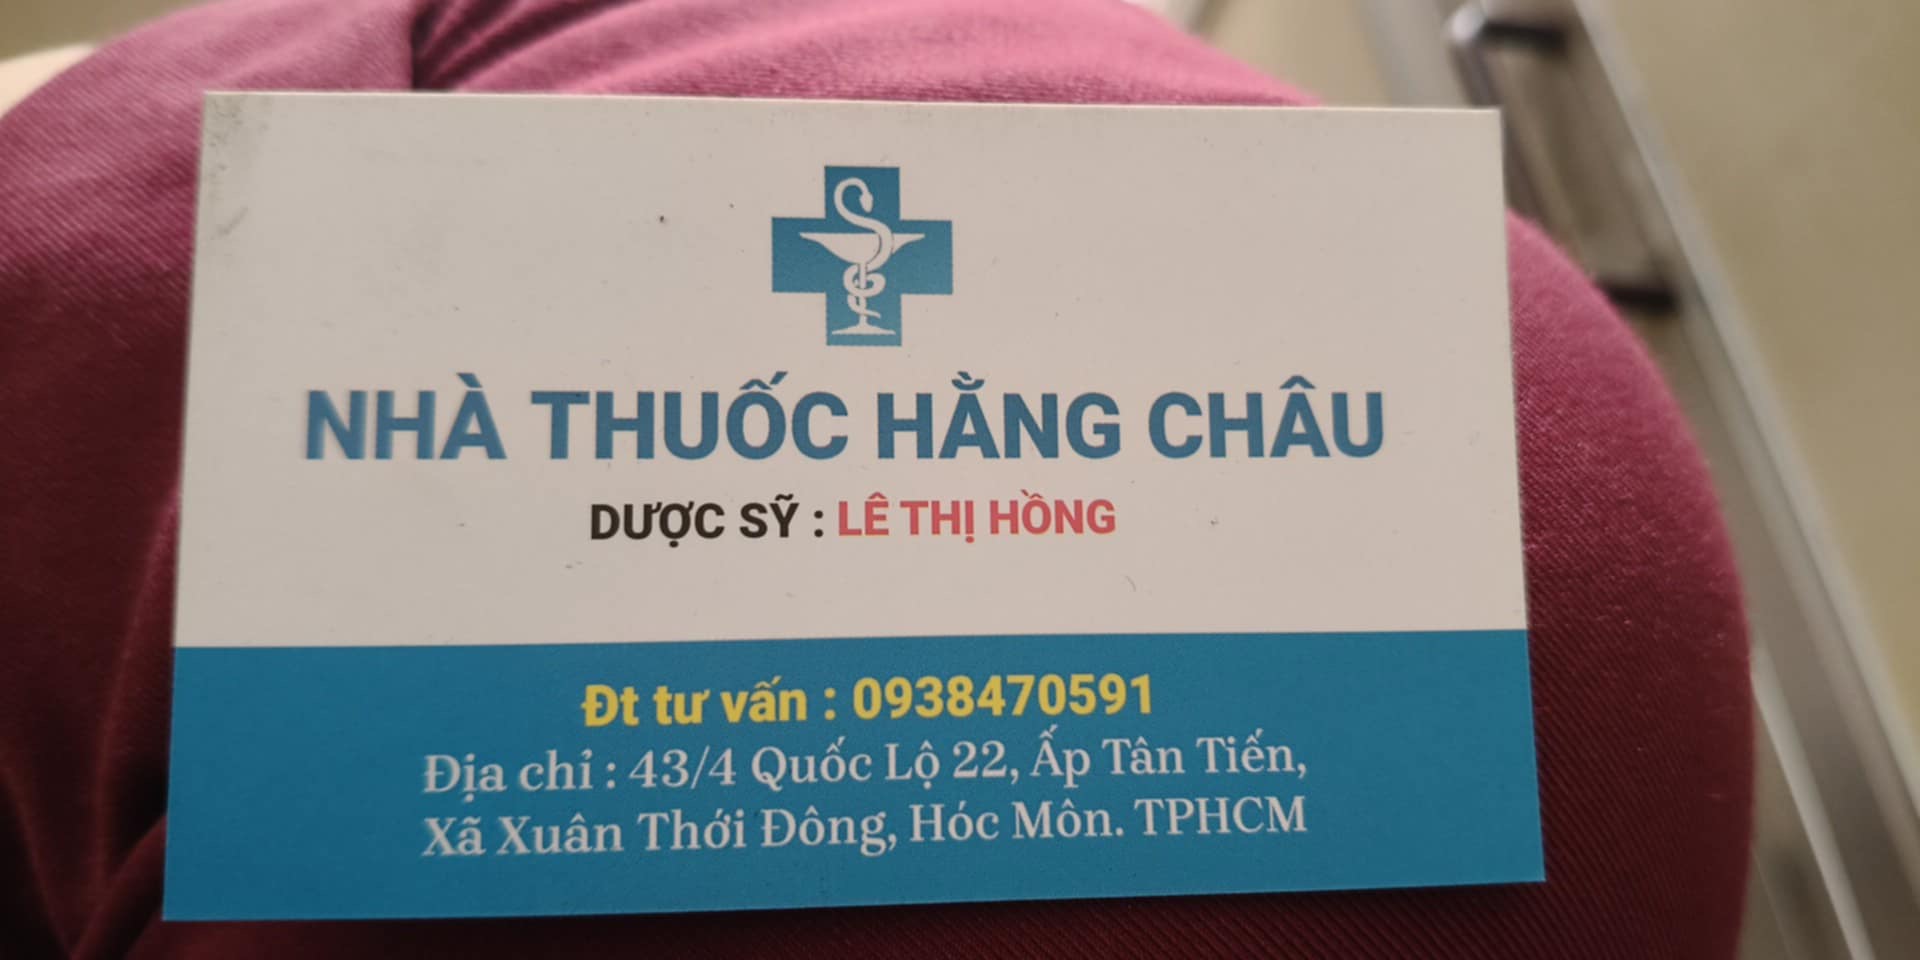 NHÀ THUỐC HẰNG CHÂU
DƯỢC SỸ : LÊ THỊ HỒNG
Đt tư vấn : 0938470591
Địa chỉ : 43/4 Quốc Lộ 22, Ấp Tân Tiến,
Xã Xuân Thới Đông, Hóc Môn. TPHCM